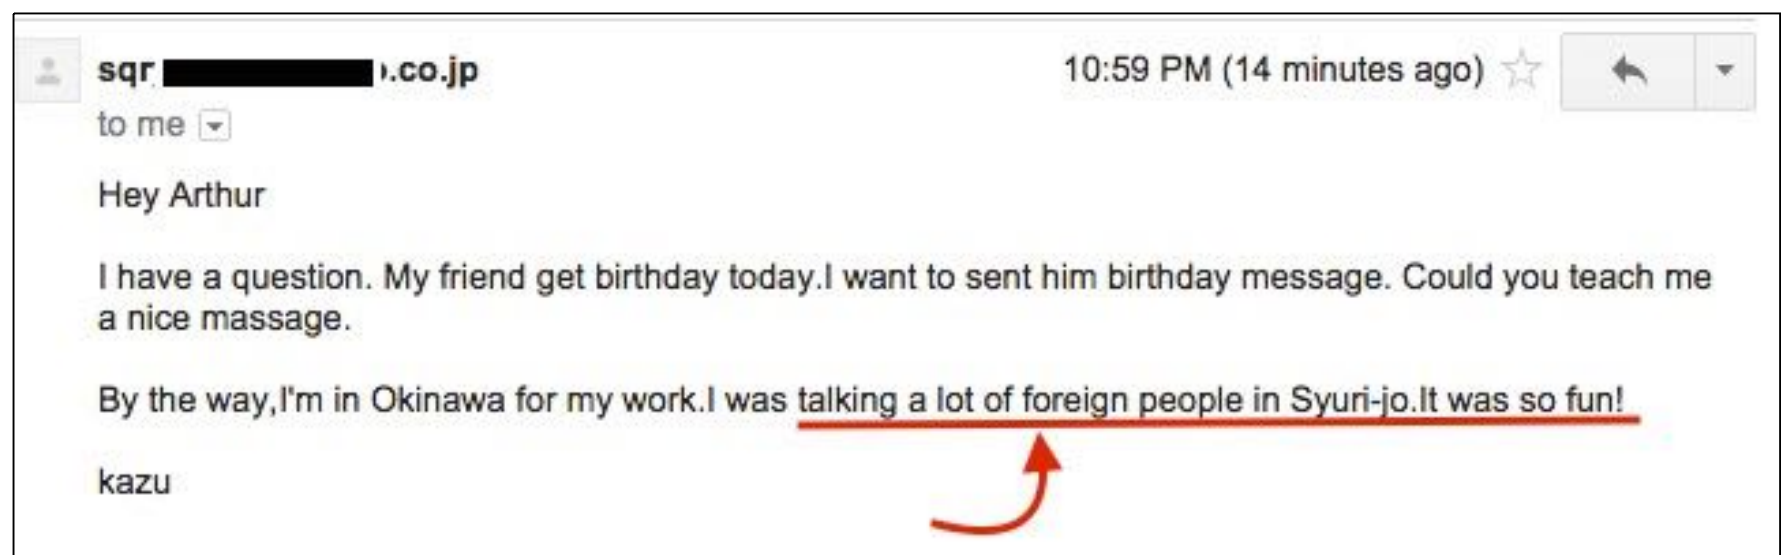 sqr .co.jp
10:59 PM (14 minutes ago)
to me
Hey Arthur
I have a question. My friend get birthday today.I want to sent him birthday message. Could you teach me
a nice massage.
By the way,I'm in Okinawa for my work.I was talking a lot of foreign people in Syuri-jo.It was so fun!
kazu